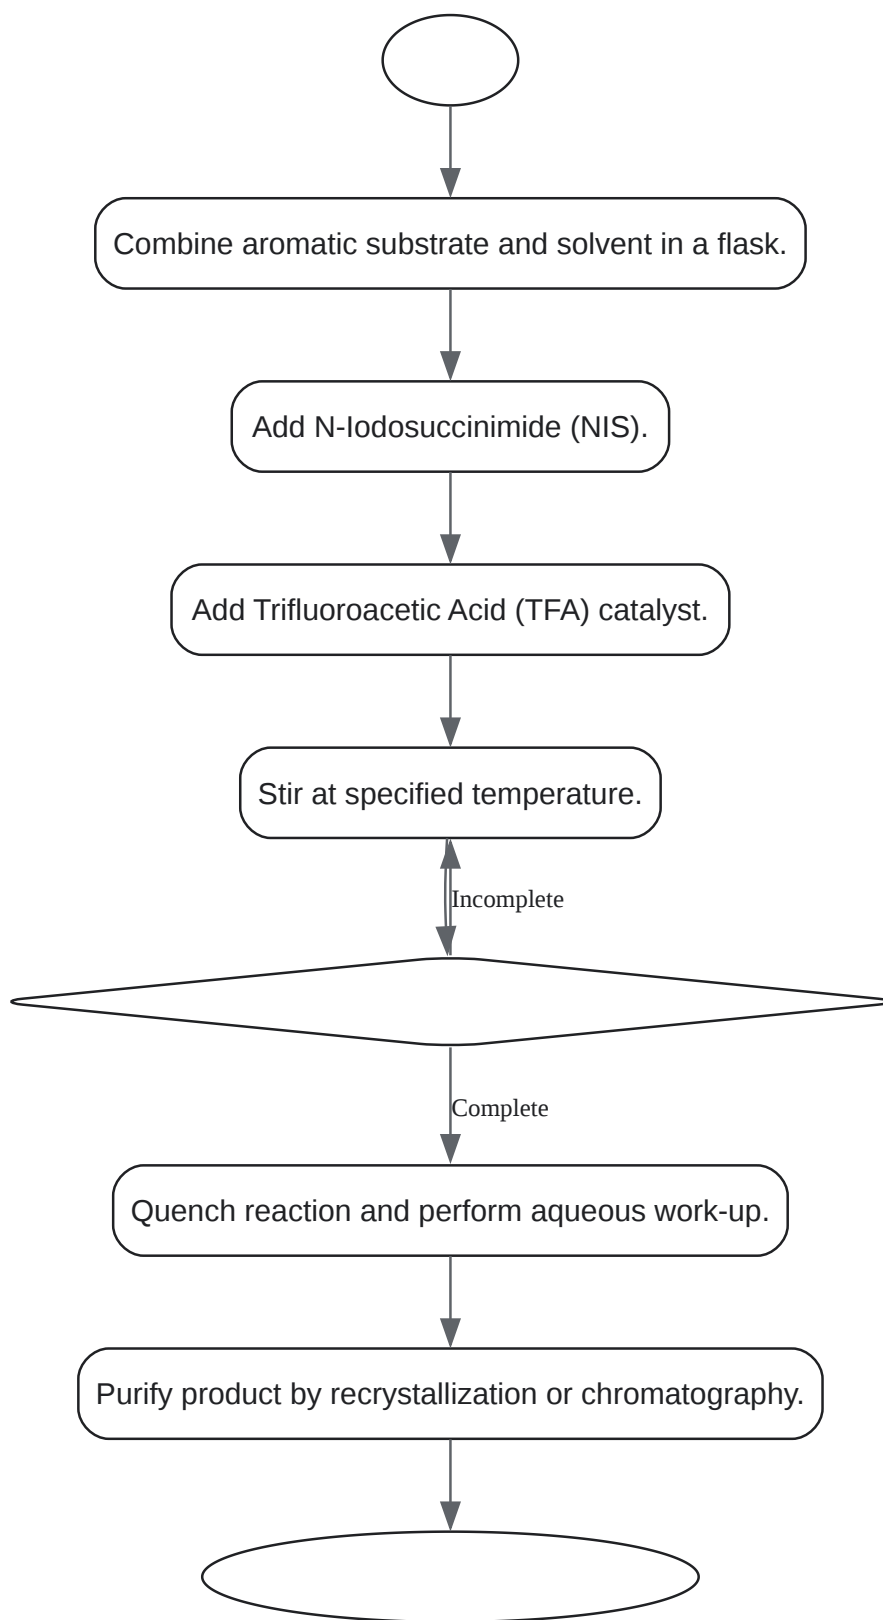 Combine aromatic substrate and solvent in a flask.
Add N-Iodosuccinimide (NIS).
Add Trifluoroacetic Acid (TFA) catalyst.
Stir at specified temperature.
Incomplete
Complete
Quench reaction and perform aqueous work-up.
Purify product by recrystallization or chromatography.